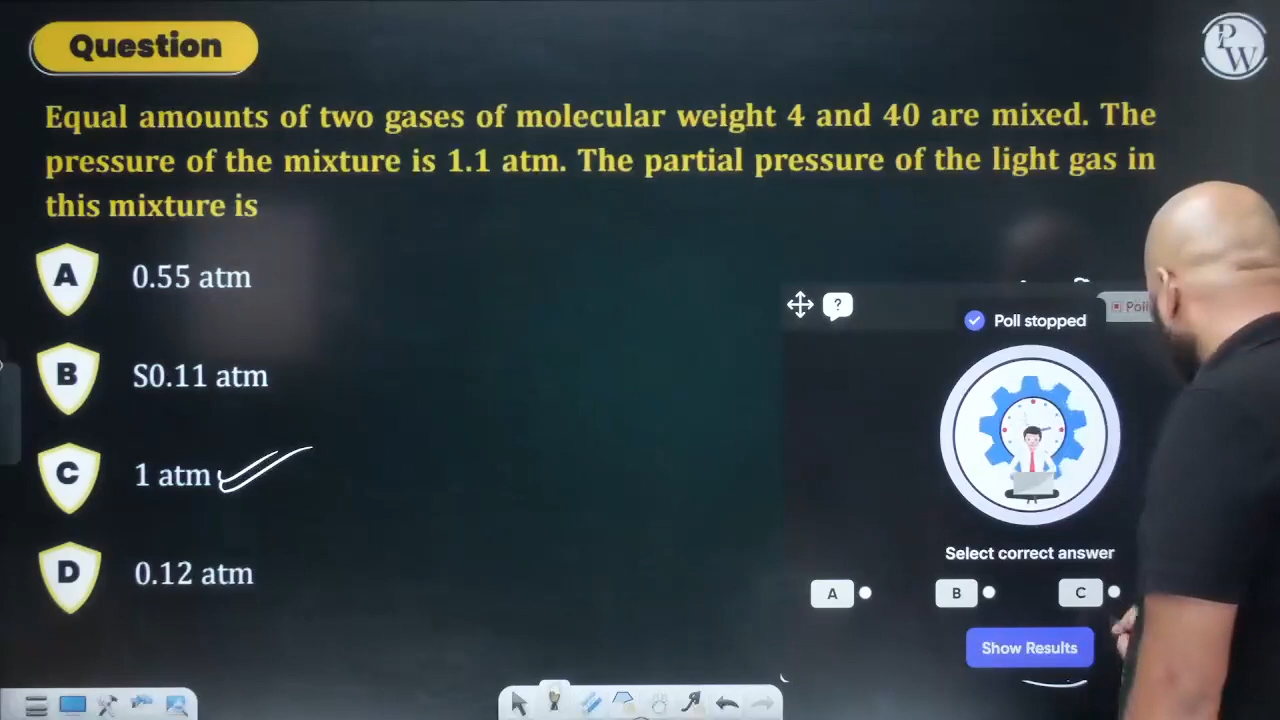 Question
PW
Equal amounts of two gases of molecular weight 4 and 40 are mixed. The
pressure of the mixture is 1.1 atm. The partial pressure of the light gas in
this mixture is
A 0.55 atm
B S0.11 atm
C 1 atm
D 0.12 atm
?
Poll
Poll stopped
Select correct answer
A
B
C
Show Results